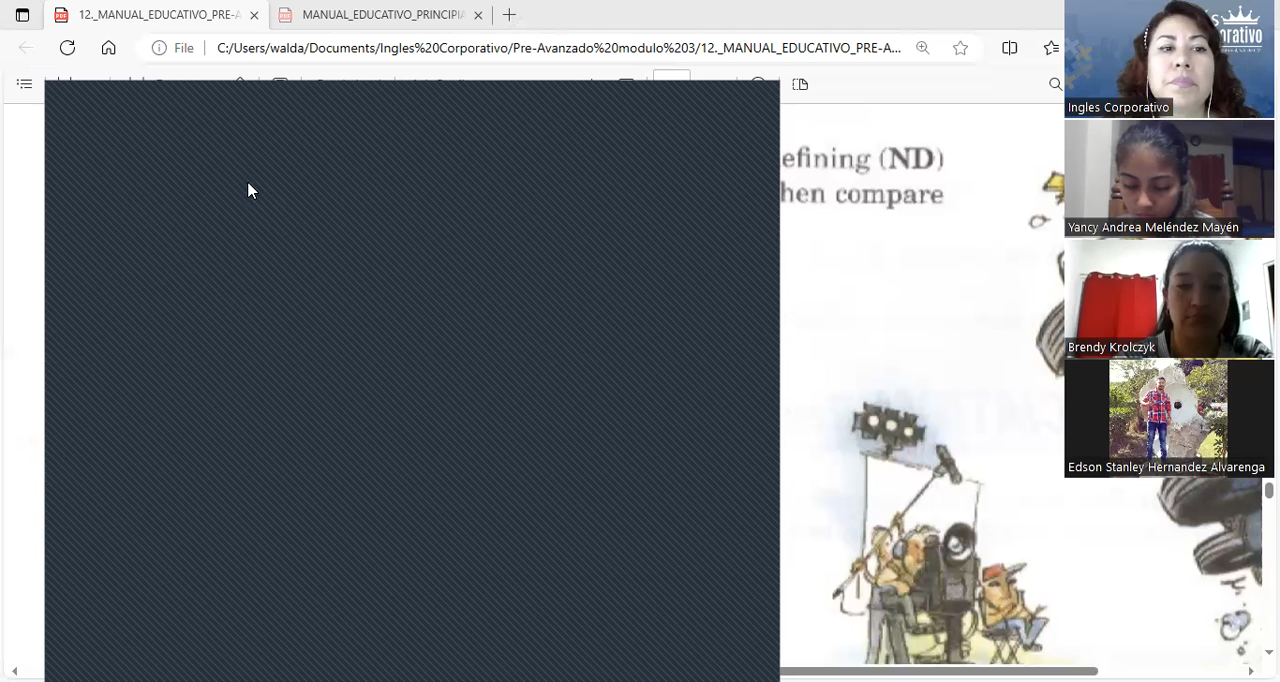 12._MANUAL_EDUCATIVO_PRE-A
MANUAL_EDUCATIVO_PRINCIPIA
File
C:/Users/walda/Documents/Ingles%20Corporativo/Pre-Avanzado%20modulo%203/12._MANUAL_EDUCATIVO_PRE-A...
efining (ND)
hen compare
Ingles Corporativo
Yancy Andrea Meléndez Mayén
Brendy Krolczyk
Edson Stanley Hernandez Alvarenga